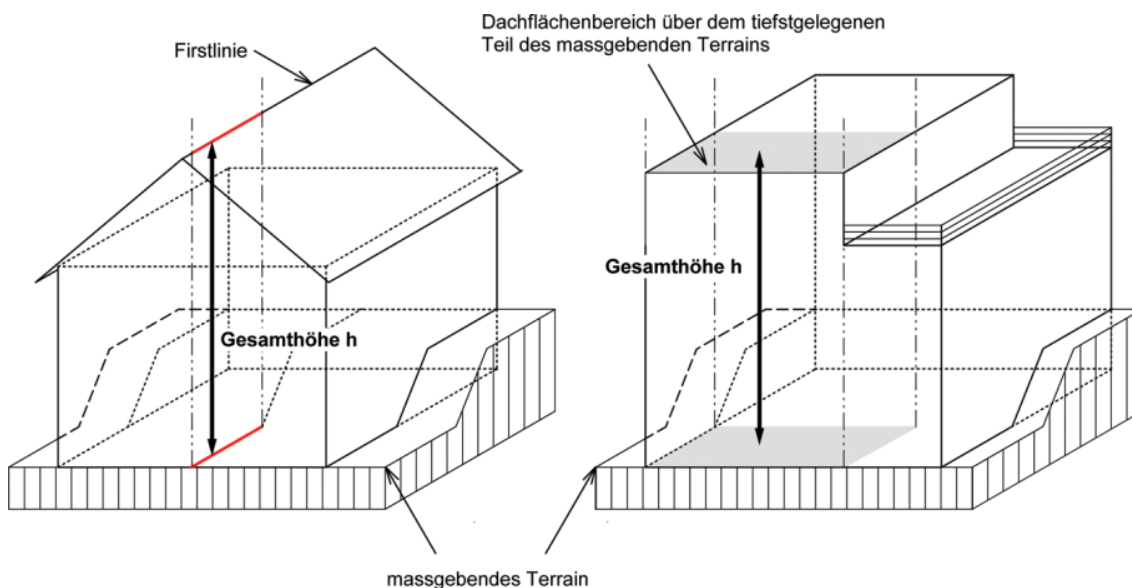 Dachflächenbereich über dem tiefstgelegenen
Teil des massgebenden Terrains
Firstlinie
Gesamthöhe h
Gesamthöhe h
massgebendes Terrain